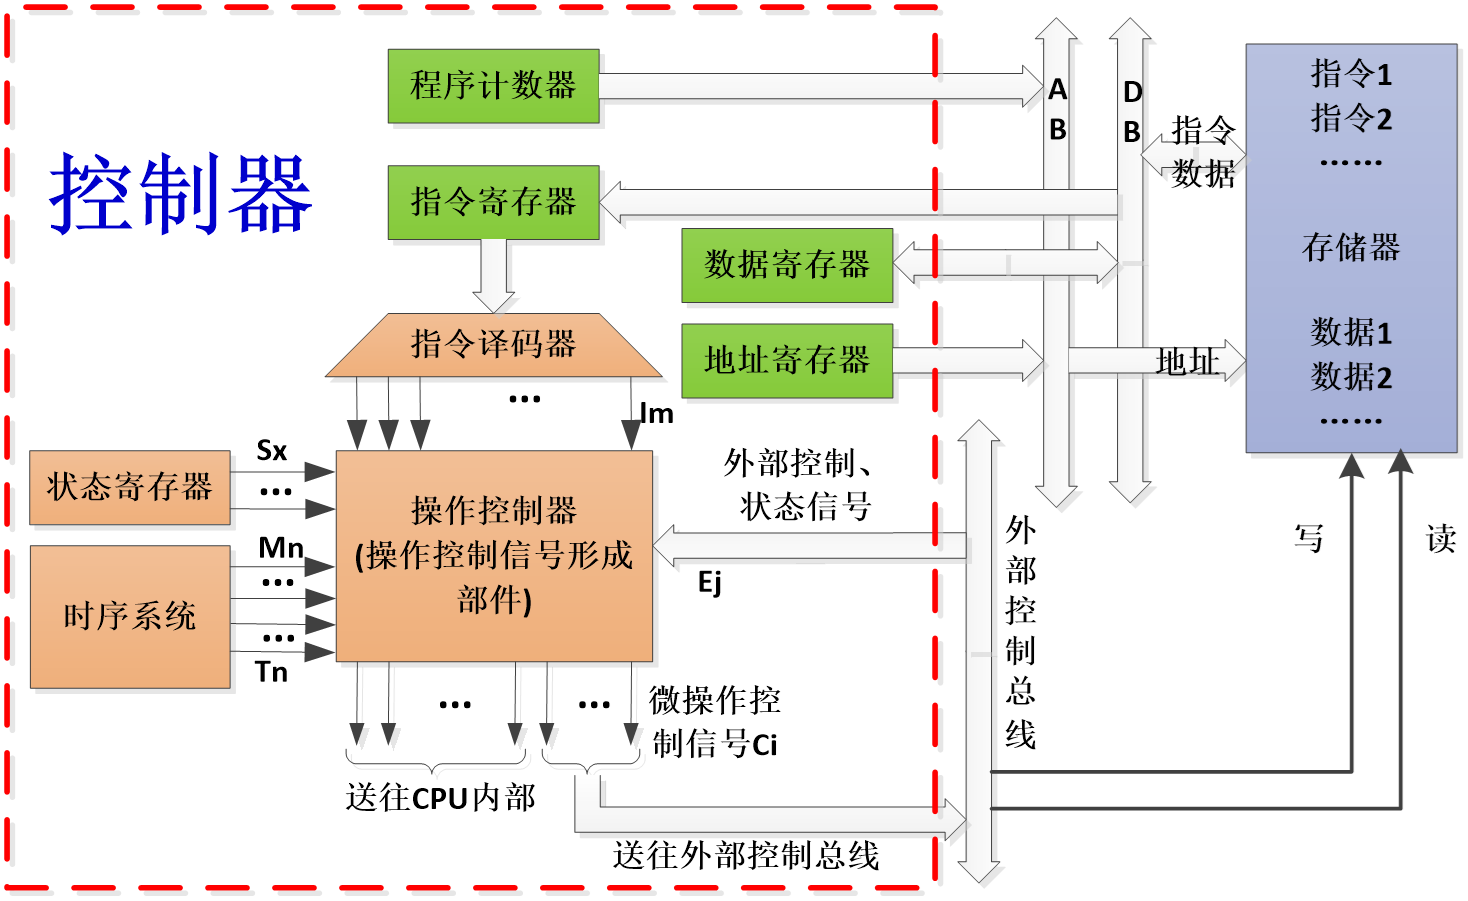 控制器
程序计数器
指令寄存器
数据寄存器
地址寄存器
指令译码器
...
Im
状态寄存器
Sx
...
时序系统
Mn
...
...
Tn
操作控制器
(操作控制信号形成
部件)
外部控制、
状态信号
Ej
...
...
微操作控
制信号Ci
送往CPU内部
送往外部控制总线
A
B
D
B
指令
数据
地址
外
部
控
制
总
线
指令1
指令2
……
存储器
数据1
数据2
……
写
读